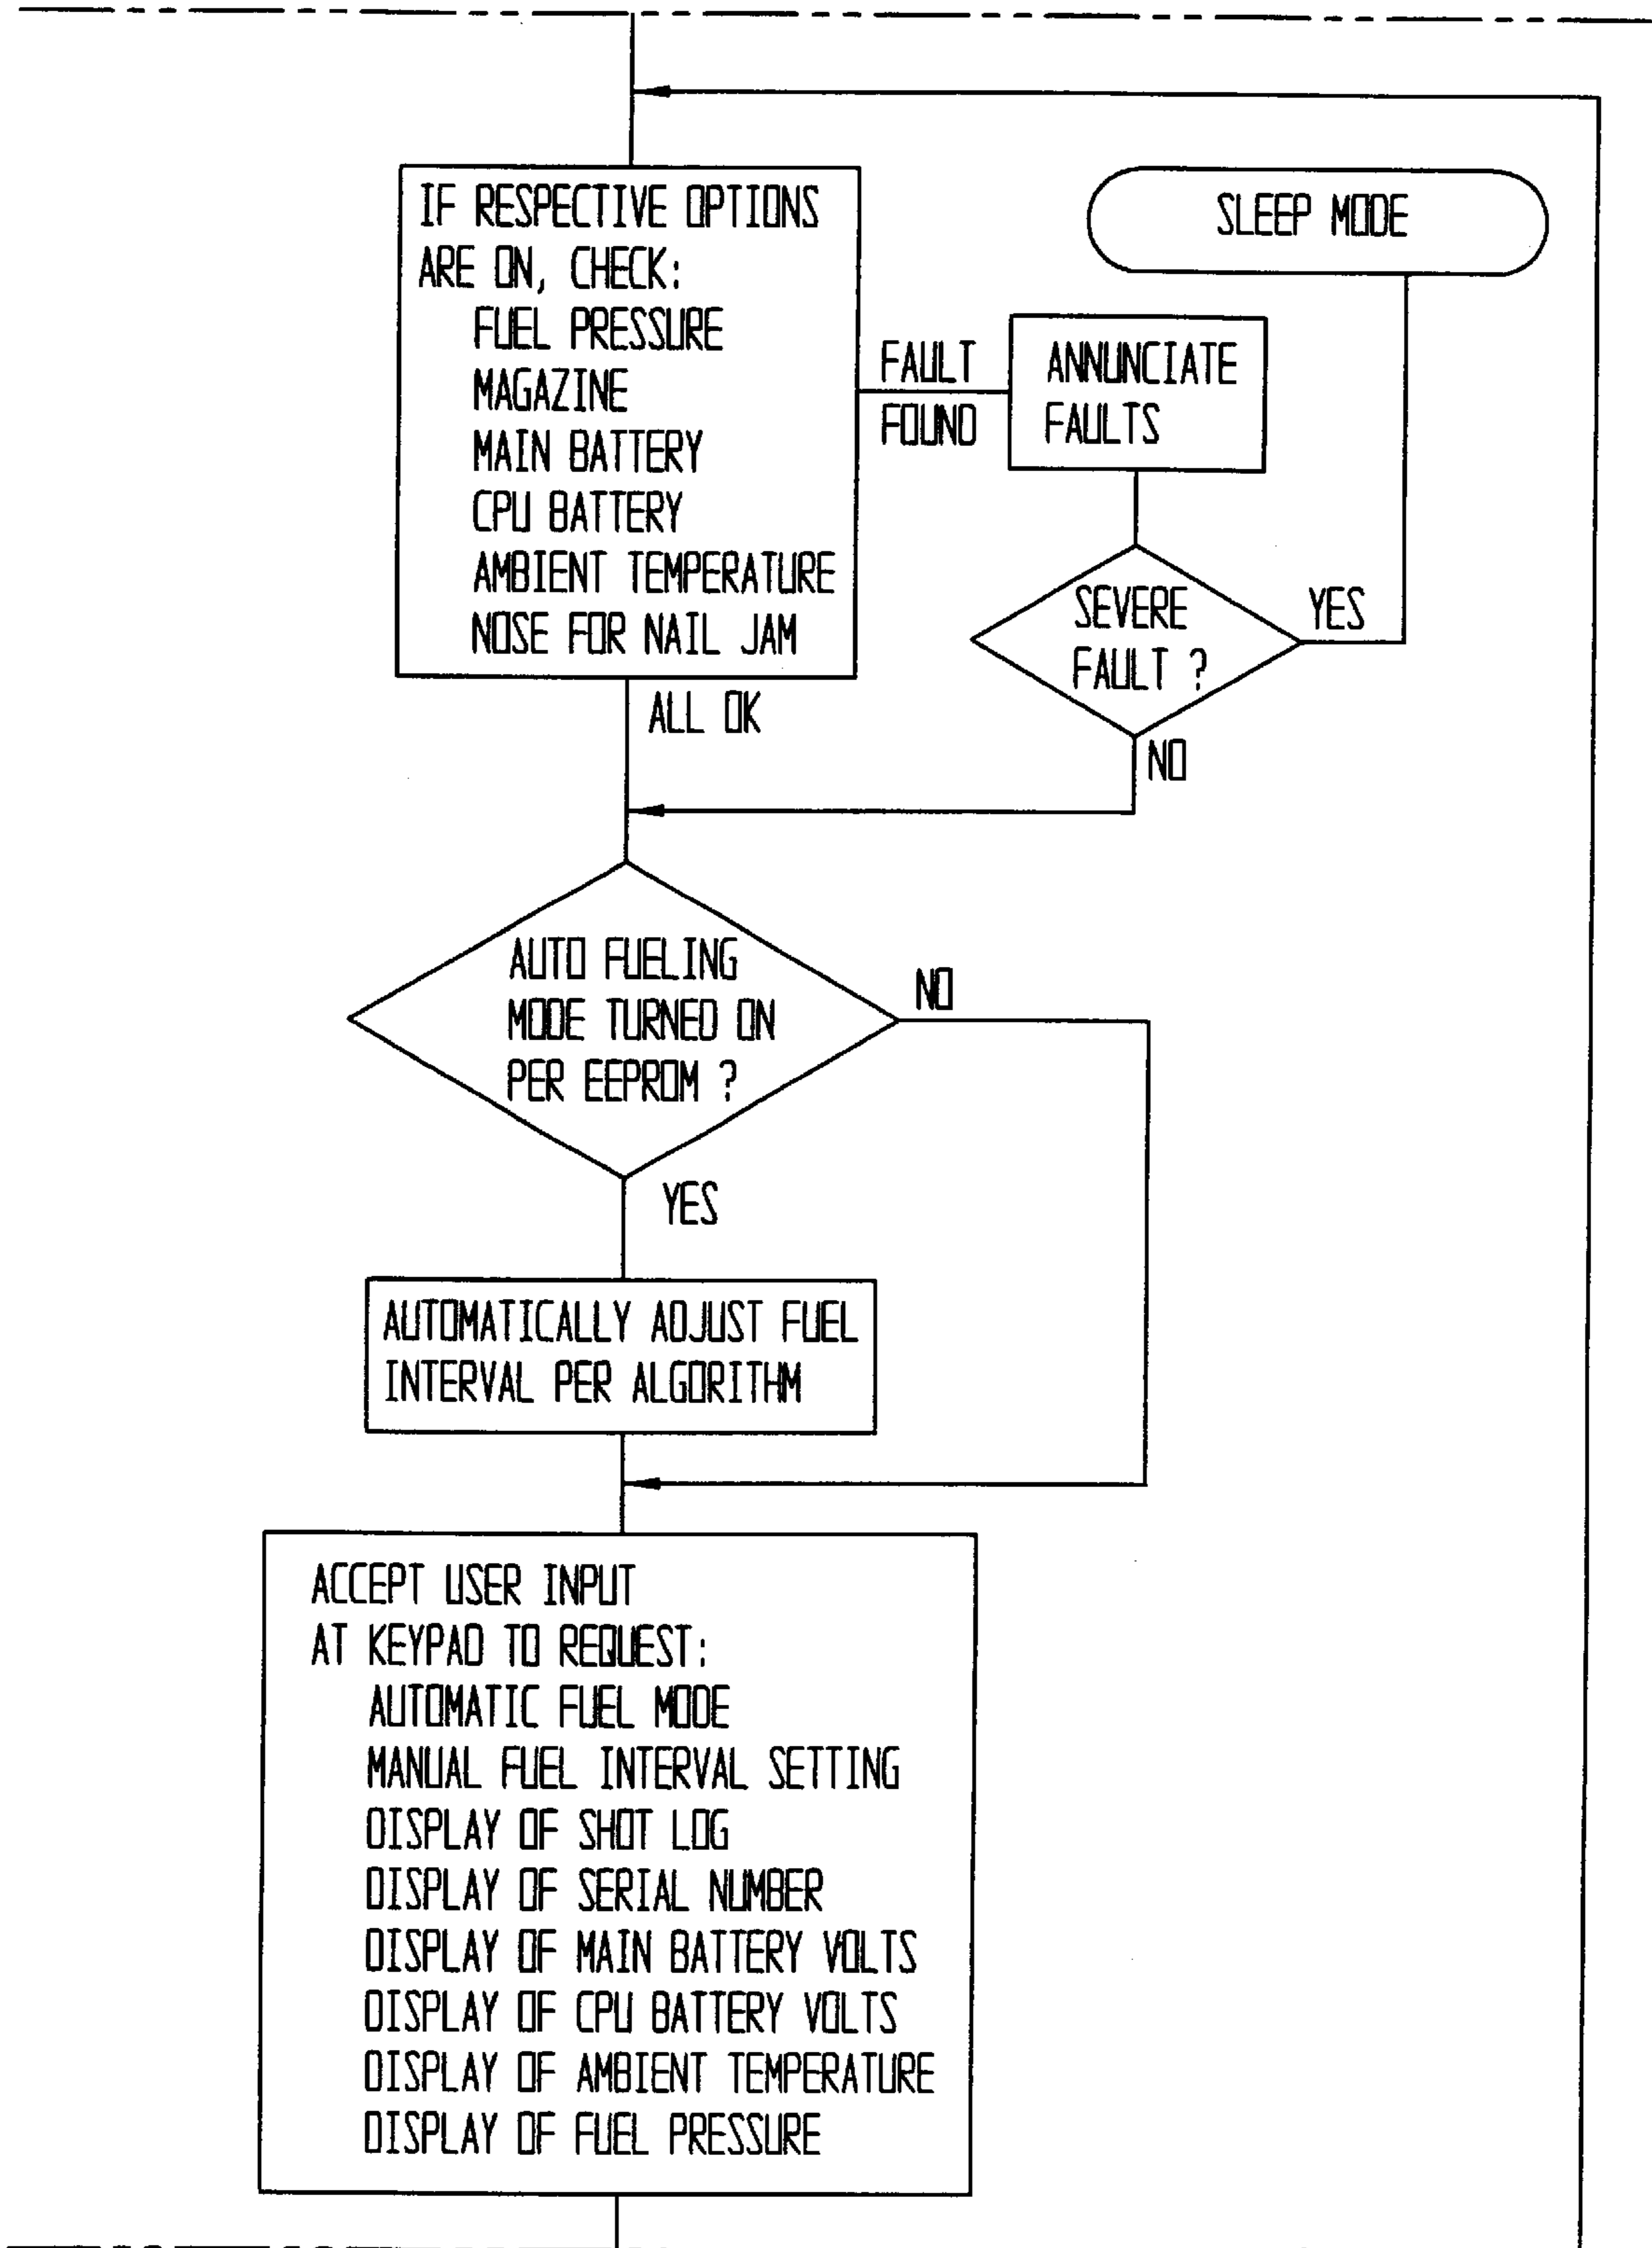 IF RESPECTIVE OPTIONS
ARE ON, CHECK:
FUEL PRESSURE
MAGAZINE
MAIN BATTERY
CPU BATTERY
AMBIENT TEMPERATURE
NOSE FOR NAIL JAM
SLEEP MODE
FAULT
FOUND
ANNUNCIATE
FAULTS
SEVERE
FAULT ?
YES
NO
ALL OK
AUTO FUELING
MODE TURNED ON
PER EEPROM ?
NO
YES
AUTOMATICALLY ADJUST FUEL
INTERVAL PER ALGORITHM
ACCEPT USER INPUT
AT KEYPAD TO REQUEST:
AUTOMATIC FUEL MODE
MANUAL FUEL INTERVAL SETTING
DISPLAY OF SHOT LOG
DISPLAY OF SERIAL NUMBER
DISPLAY OF MAIN BATTERY VOLTS
DISPLAY OF CPU BATTERY VOLTS
DISPLAY OF AMBIENT TEMPERATURE
DISPLAY OF FUEL PRESSURE